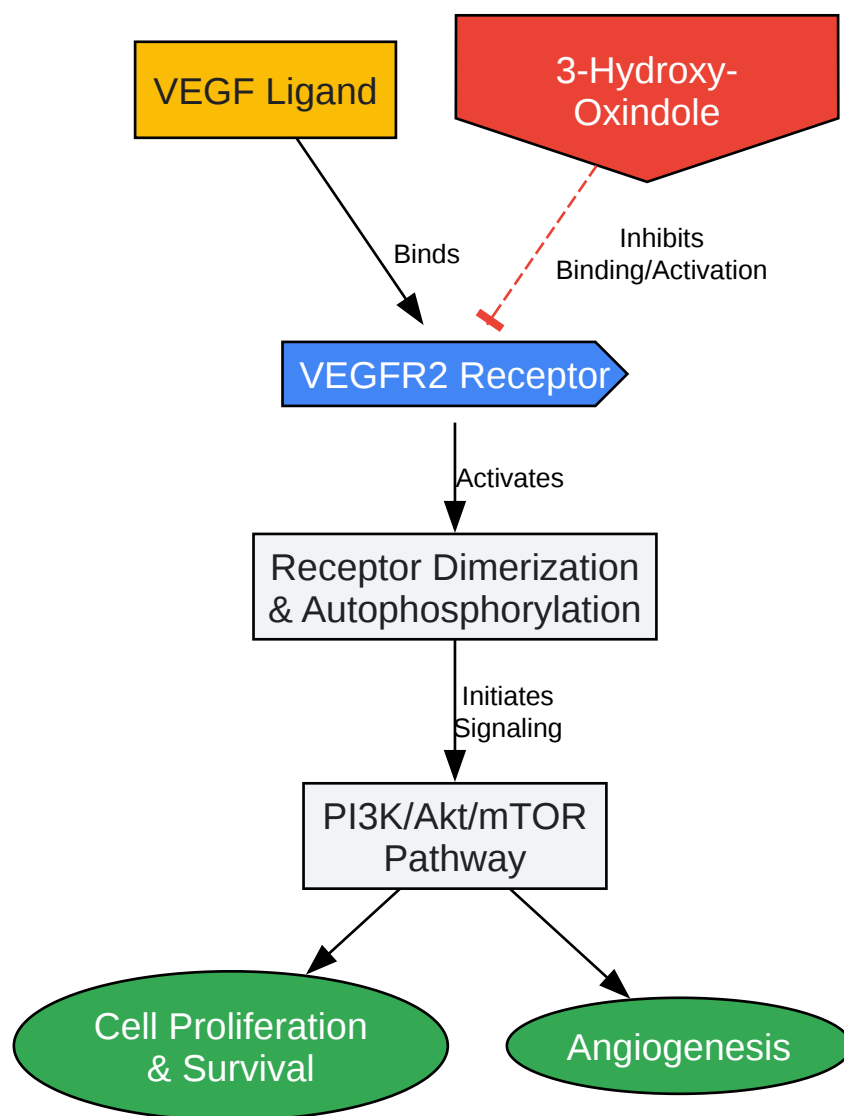 VEGF Ligand
3-Hydroxy-
Oxindole
Binds
Inhibits
Binding/Activation
VEGFR2 Receptor
Activates
Receptor Dimerization
& Autophosphorylation
Initiates
Signaling
PI3K/Akt/mTOR
Pathway
Cell Proliferation
& Survival
Angiogenesis